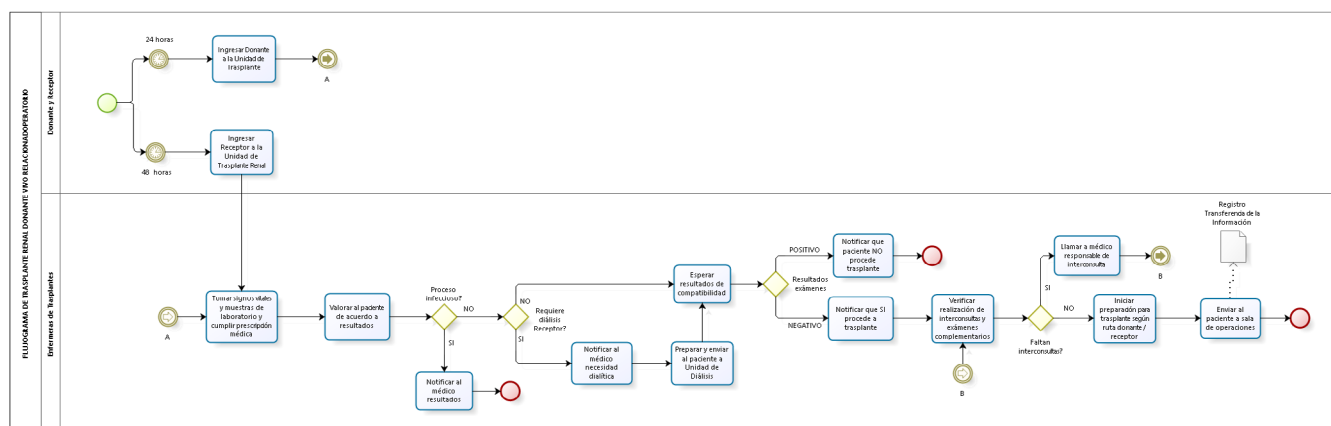 FLUJOGRAMA DE TRASPLANTE RENAL DONANTE VIVO RELACIONADOPERATORIO
Donante y Receptor
24 horas
Ingresar Donante
a la Unidad de
Trasplante
A
Ingresar
Receptor a la
Unidad de
Trasplante Renal
48 horas
Enfermeras de Trasplantes
A
Tomar signos vitales
y muestras de
laboratorio y
cumplir prescripción
médica
Valorar al paciente
de acuerdo a
resultados
Proceso
infeccioso?
NO
SI
Notificar al
médico
resultados
NO
Requiere
diálisis
Receptor?
SI
Notificar al
médico
necesidad
dialítica
Preparar y enviar
al paciente a
Unidad de
Diálisis
Esperar
resultados de
compatibilidad
POSITIVO
Resultados
exámenes
NEGATIVO
Notificar que
paciente NO
procede
trasplante
Notificar que SI
procede a
trasplante
Verificar
realización de
interconsultas y
exámenes
complementarios
B
Faltan
interconsultas?
SI
NO
Llamar a médico
responsable de
interconsulta
B
Iniciar
preparación para
trasplante según
ruta donante /
receptor
Registro
Transferencia de la
Información
Enviar al
paciente a sala
de operaciones